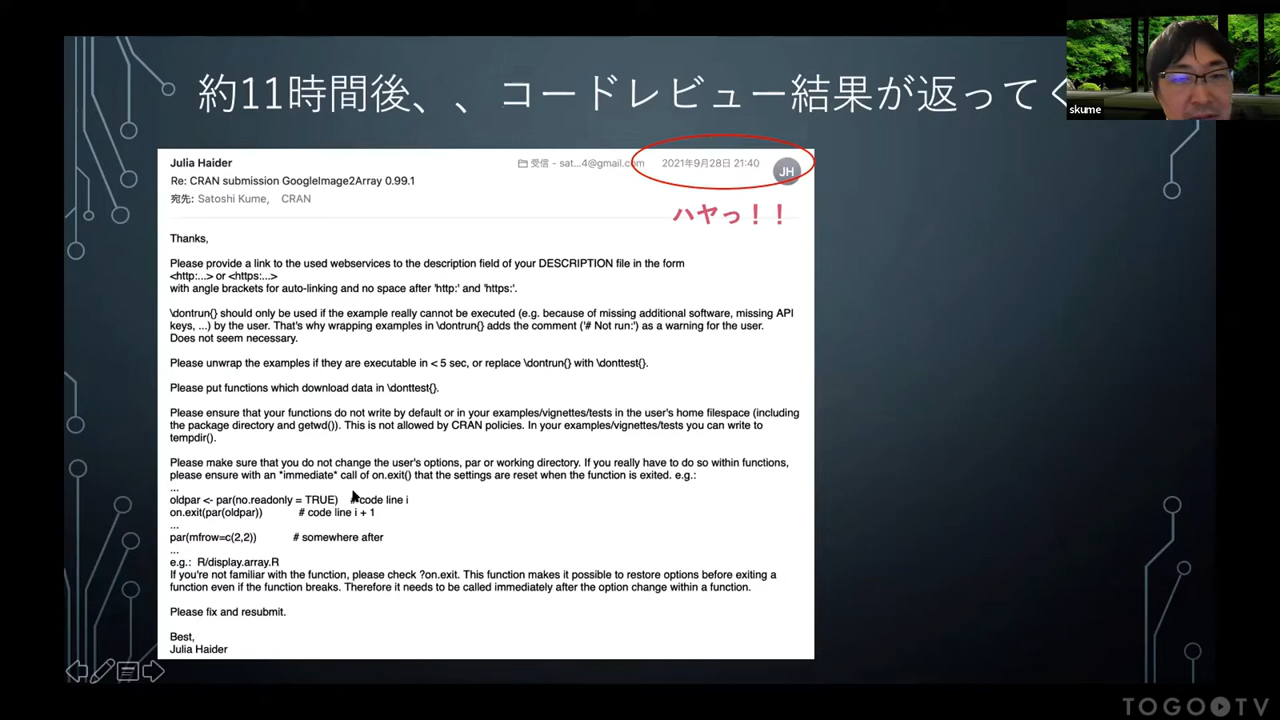 約11時間後、、コードレビュー結果が返って
skume
Julia Haider
受信 - sat...4@gmail.com
2021年9月28日 21:40
JH
Re: CRAN submission GoogleImage2Array 0.99.1
宛先: Satoshi Kume, CRAN
ハヤっ！！
Thanks,
Please provide a link to the used webservices to the description field of your DESCRIPTION file in the form
<http:...> or <https:...>
with angle brackets for auto-linking and no space after 'http:' and 'https:'.
\dontrun{} should only be used if the example really cannot be executed (e.g. because of missing additional software, missing API
keys, ...) by the user. That's why wrapping examples in \dontrun{} adds the comment ('# Not run:') as a warning for the user.
Does not seem necessary.
Please unwrap the examples if they are executable in < 5 sec, or replace \dontrun{} with \donttest{}.
Please put functions which download data in \donttest{}.
Please ensure that your functions do not write by default or in your examples/vignettes/tests in the user's home filespace (including
the package directory and getwd()). This is not allowed by CRAN policies. In your examples/vignettes/tests you can write to
tempdir().
Please make sure that you do not change the user's options, par or working directory. If you really have to do so within functions,
please ensure with an *immediate* call of on.exit() that the settings are reset when the function is exited. e.g.:
...
oldpar <- par(no.readonly = TRUE) # code line i
on.exit(par(oldpar)) # code line i + 1
...
par(mfrow=c(2,2)) # somewhere after
...
e.g.: R/display.array.R
If you're not familiar with the function, please check ?on.exit. This function makes it possible to restore options before exiting a
function even if the function breaks. Therefore it needs to be called immediately after the option change within a function.
Please fix and resubmit.
Best,
Julia Haider
TOGO TV